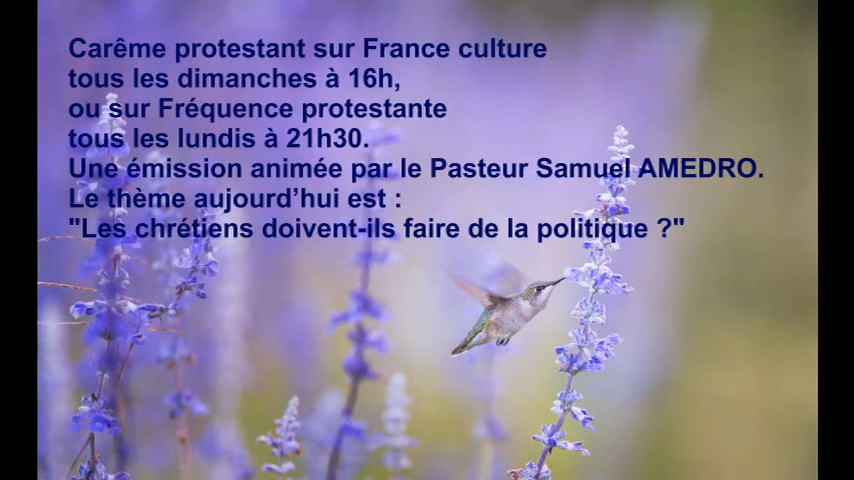 Carême protestant sur France culture
tous les dimanches à 16h,
ou sur Fréquence protestante
tous les lundis à 21h30.
Une émission animée par le Pasteur Samuel AMEDRO.
Le thème aujourd’hui est :
"Les chrétiens doivent-ils faire de la politique ?"